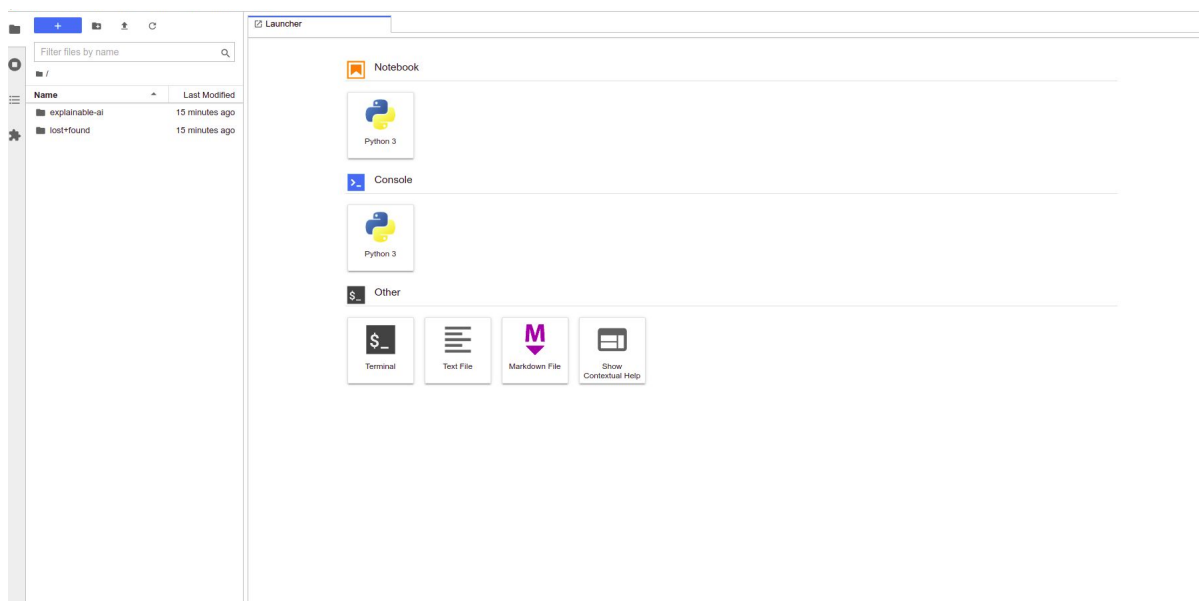 +
Filter files by name
/
Name Last Modified
explainable-ai 15 minutes ago
lost+found 15 minutes ago
Launcher
Notebook
Python 3
>_ Console
Python 3
$_ Other
$_
Terminal
Text File
M
Markdown File
Show
Contextual Help